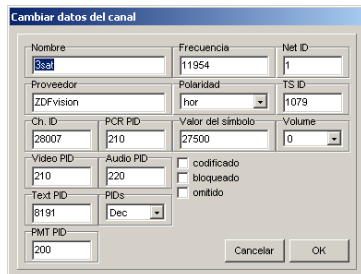 Cambiar datos del canal
Nombre Frecuencia Net ID
3sat 11954 1
Proveedor Polaridad TS ID
ZDFvision hor 1079
Ch. ID PCR PID Valor del símbolo Volume
28007 210 27500 0
Video PID Audio PID codificado
210 220 bloqueado
Text PID PIDs omitido
8191 Dec
PMT PID
200 Cancelar OK